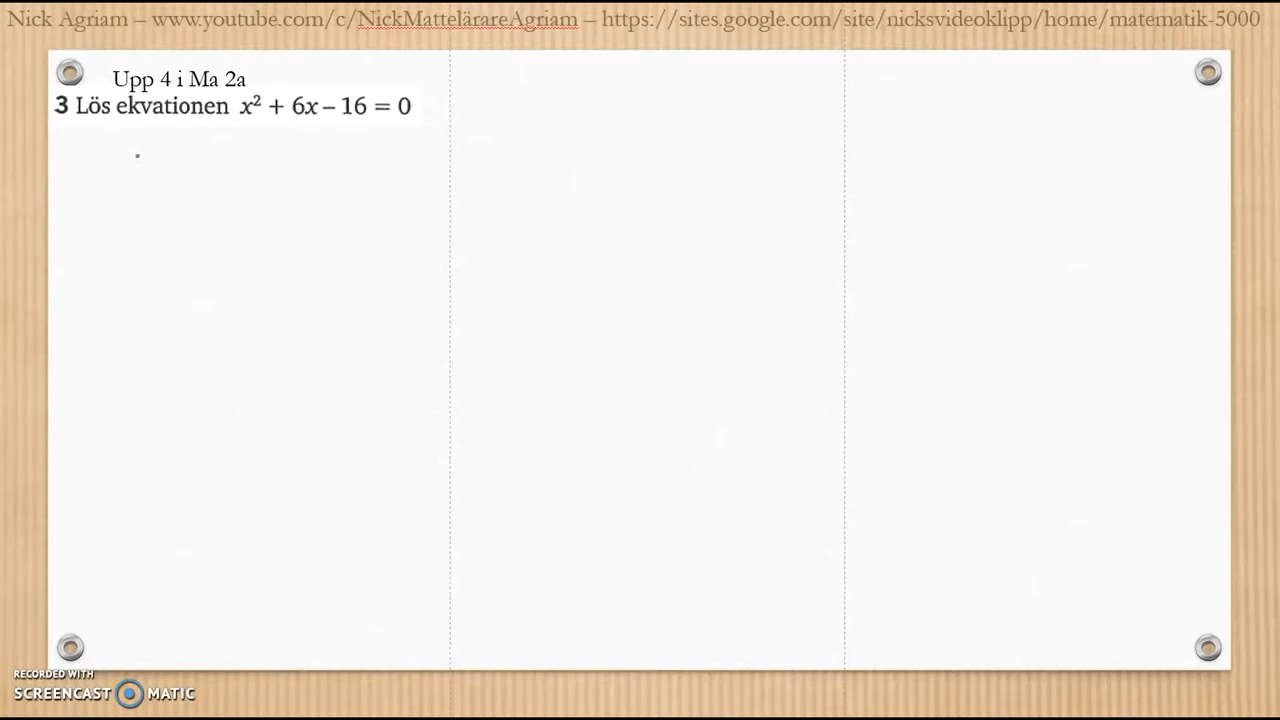 Nick Agriam – www.youtube.com/c/NickMattelärareAgriam – https://sites.google.com/site/nicksvideoklipp/home/matematik-5000
Upp 4 i Ma 2a
3 Lös ekvationen x² + 6x – 16 = 0
RECORDED WITH
SCREENCAST MATIC